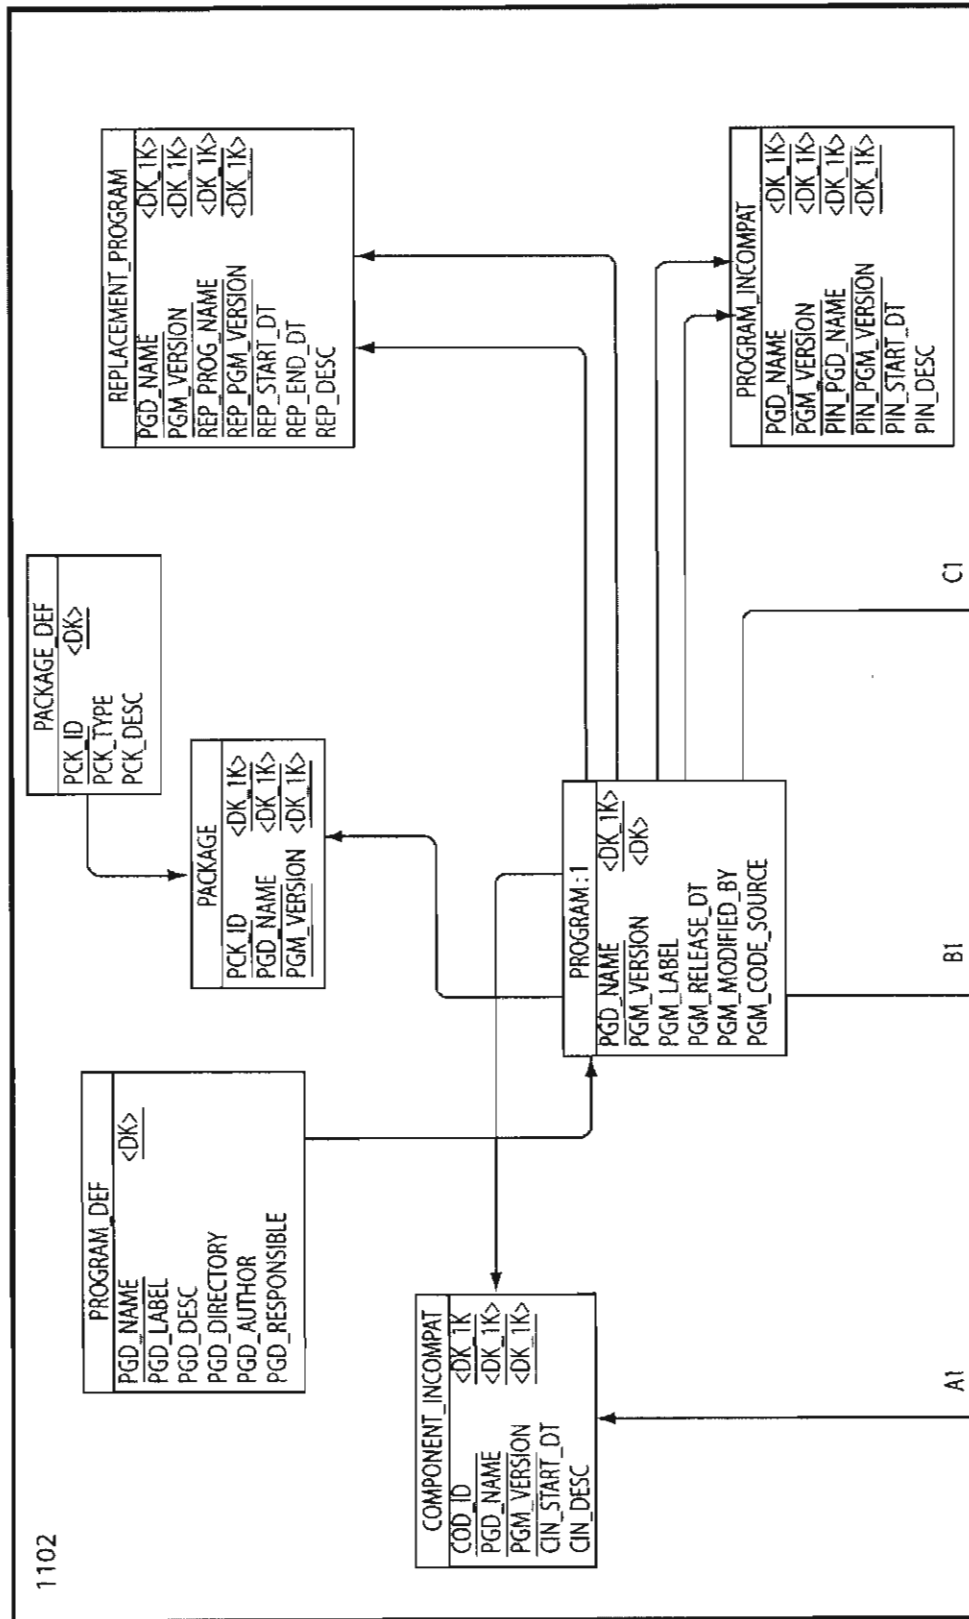 1102
PROGRAM_DEF
PGD_NAME <DK>
PGD_LABEL
PGD_DESC
PGD_DIRECTORY
PGD_AUTHOR
PGD_RESPONSIBLE
PACKAGE_DEF
PCK_ID <DK>
PCK_TYPE
PCK_DESC
PACKAGE
PCK_ID <DK_1K>
PGD_NAME <DK_1K>
PGM_VERSION <DK_1K>
REPLACEMENT_PROGRAM
PGD_NAME <DK_1K>
PGM_VERSION <DK_1K>
REP_PROG_NAME <DK_1K>
REP_PGM_VERSION <DK_1K>
REP_START_DT
REP_END_DT
REP_DESC
COMPONENT_INCOMPAT
COD_ID <DK_1K
PGD_NAME <DK_1K>
PGM_VERSION <DK_1K>
CIN_START_DT
CIN_DESC
PROGRAM : 1
PGD_NAME <DK_1K>
PGM_VERSION <DK>
PGM_LABEL
PGM_RELEASE_DT
PGM_MODIFIED_BY
PGM_CODE_SOURCE
PROGRAM_INCOMPAT
PGD_NAME <DK_1K>
PGM_VERSION <DK_1K>
PIN_PGD_NAME <DK_1K>
PIN_PGM_VERSION <DK_1K>
PIN_START_DT
PIN_DESC
A1
B1
C1